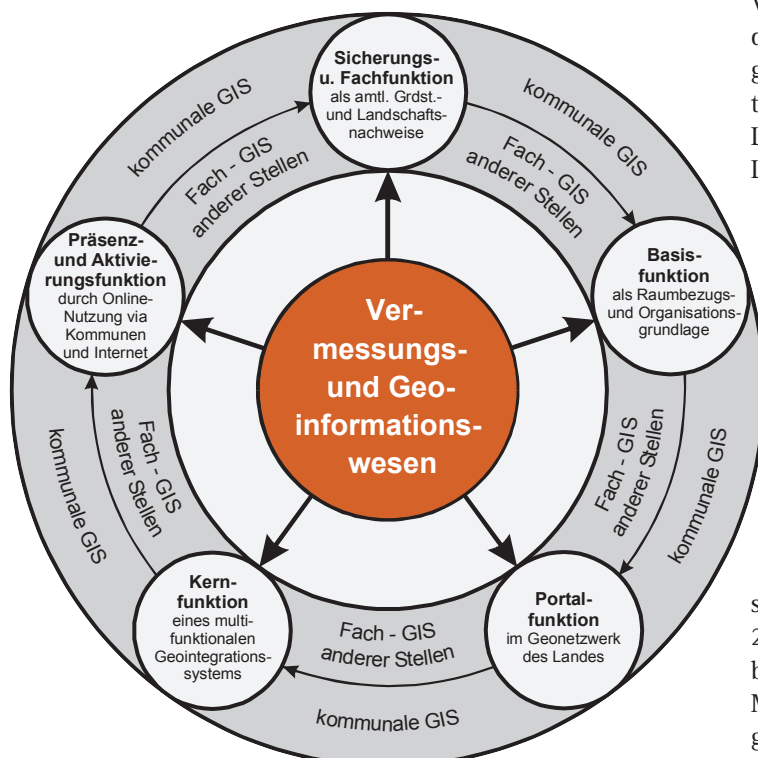 Sicherungs-
u. Fachfunktion
als amtl. Grdst.-
und Landschafts-
nachweise
kommunale GIS
Fach - GIS
anderer Stellen
kommunale GIS
Fach - GIS
anderer Stellen
Präsenz-
und Aktivie-
rungsfunktion
durch Online-
Nutzung via
Kommunen
und Internet
Basis-
funktion
als Raumbezugs-
und Organisations-
grundlage
Ver-
messungs-
und Geo-
informations-
wesen
kommunale GIS
Fach - GIS
anderer Stellen
Fach - GIS
anderer Stellen
kommunale GIS
Kern-
funktion
eines multi-
funktionalen
Geointegrations-
systems
Fach - GIS
anderer Stellen
kommunale GIS
Portal-
funktion
im Geonetzwerk
des Landes